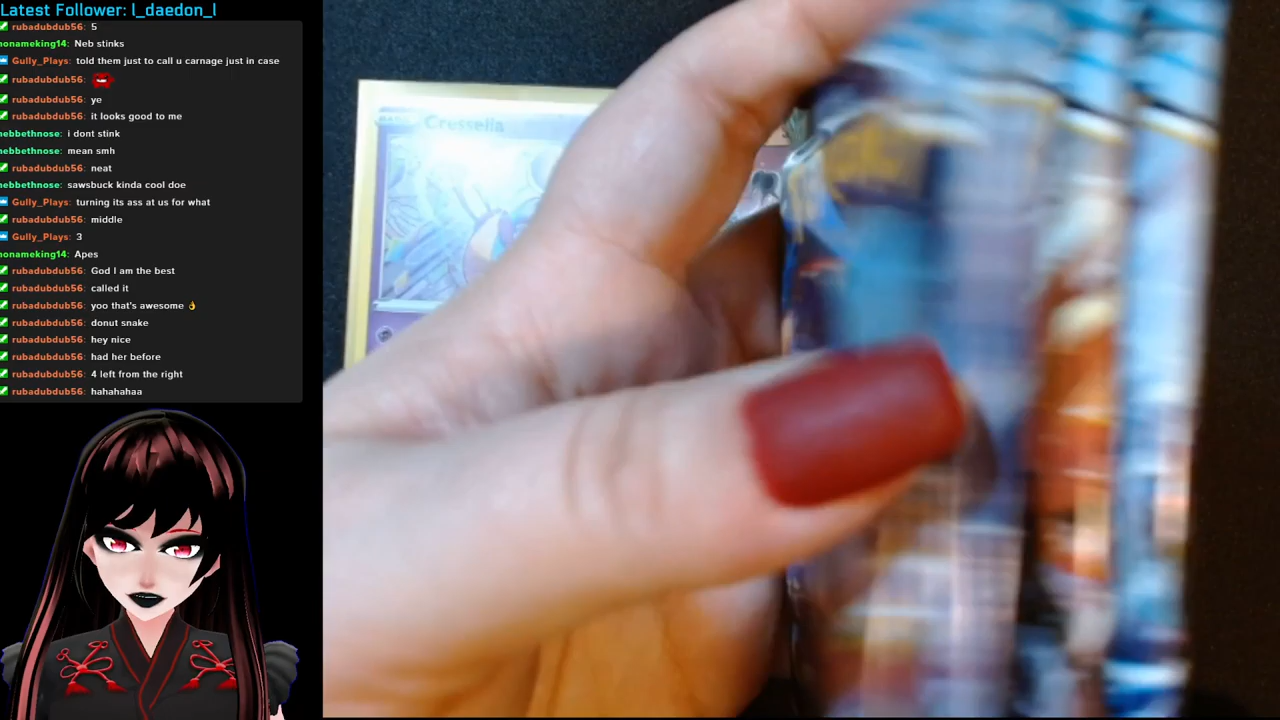 Latest Follower: l_daedon_l
rubadubdub56: 5
nonameking14: Neb stinks
Gully_Plays: told them just to call u carnage just in case
rubadubdub56:
rubadubdub56: ye
rubadubdub56: it looks good to me
nebbethnose: i dont stink
nebbethnose: mean smh
rubadubdub56: neat
nebbethnose: sawsbuck kinda cool doe
Gully_Plays: turning its ass at us for what
rubadubdub56: middle
Gully_Plays: 3
nonameking14: Apes
rubadubdub56: God I am the best
rubadubdub56: called it
rubadubdub56: yoo that's awesome 👌
rubadubdub56: donut snake
rubadubdub56: hey nice
rubadubdub56: had her before
rubadubdub56: 4 left from the right
rubadubdub56: hahahahaa
BASIC Cresselia